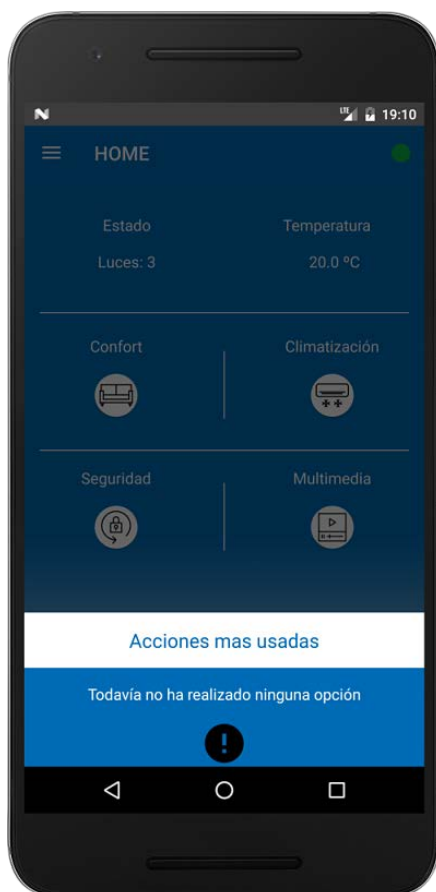 19:10
HOME
Estado
Temperatura
Luces: 3
20.0 ºC
Confort
Climatización
Seguridad
Multimedia
Acciones mas usadas
Todavía no ha realizado ninguna opción